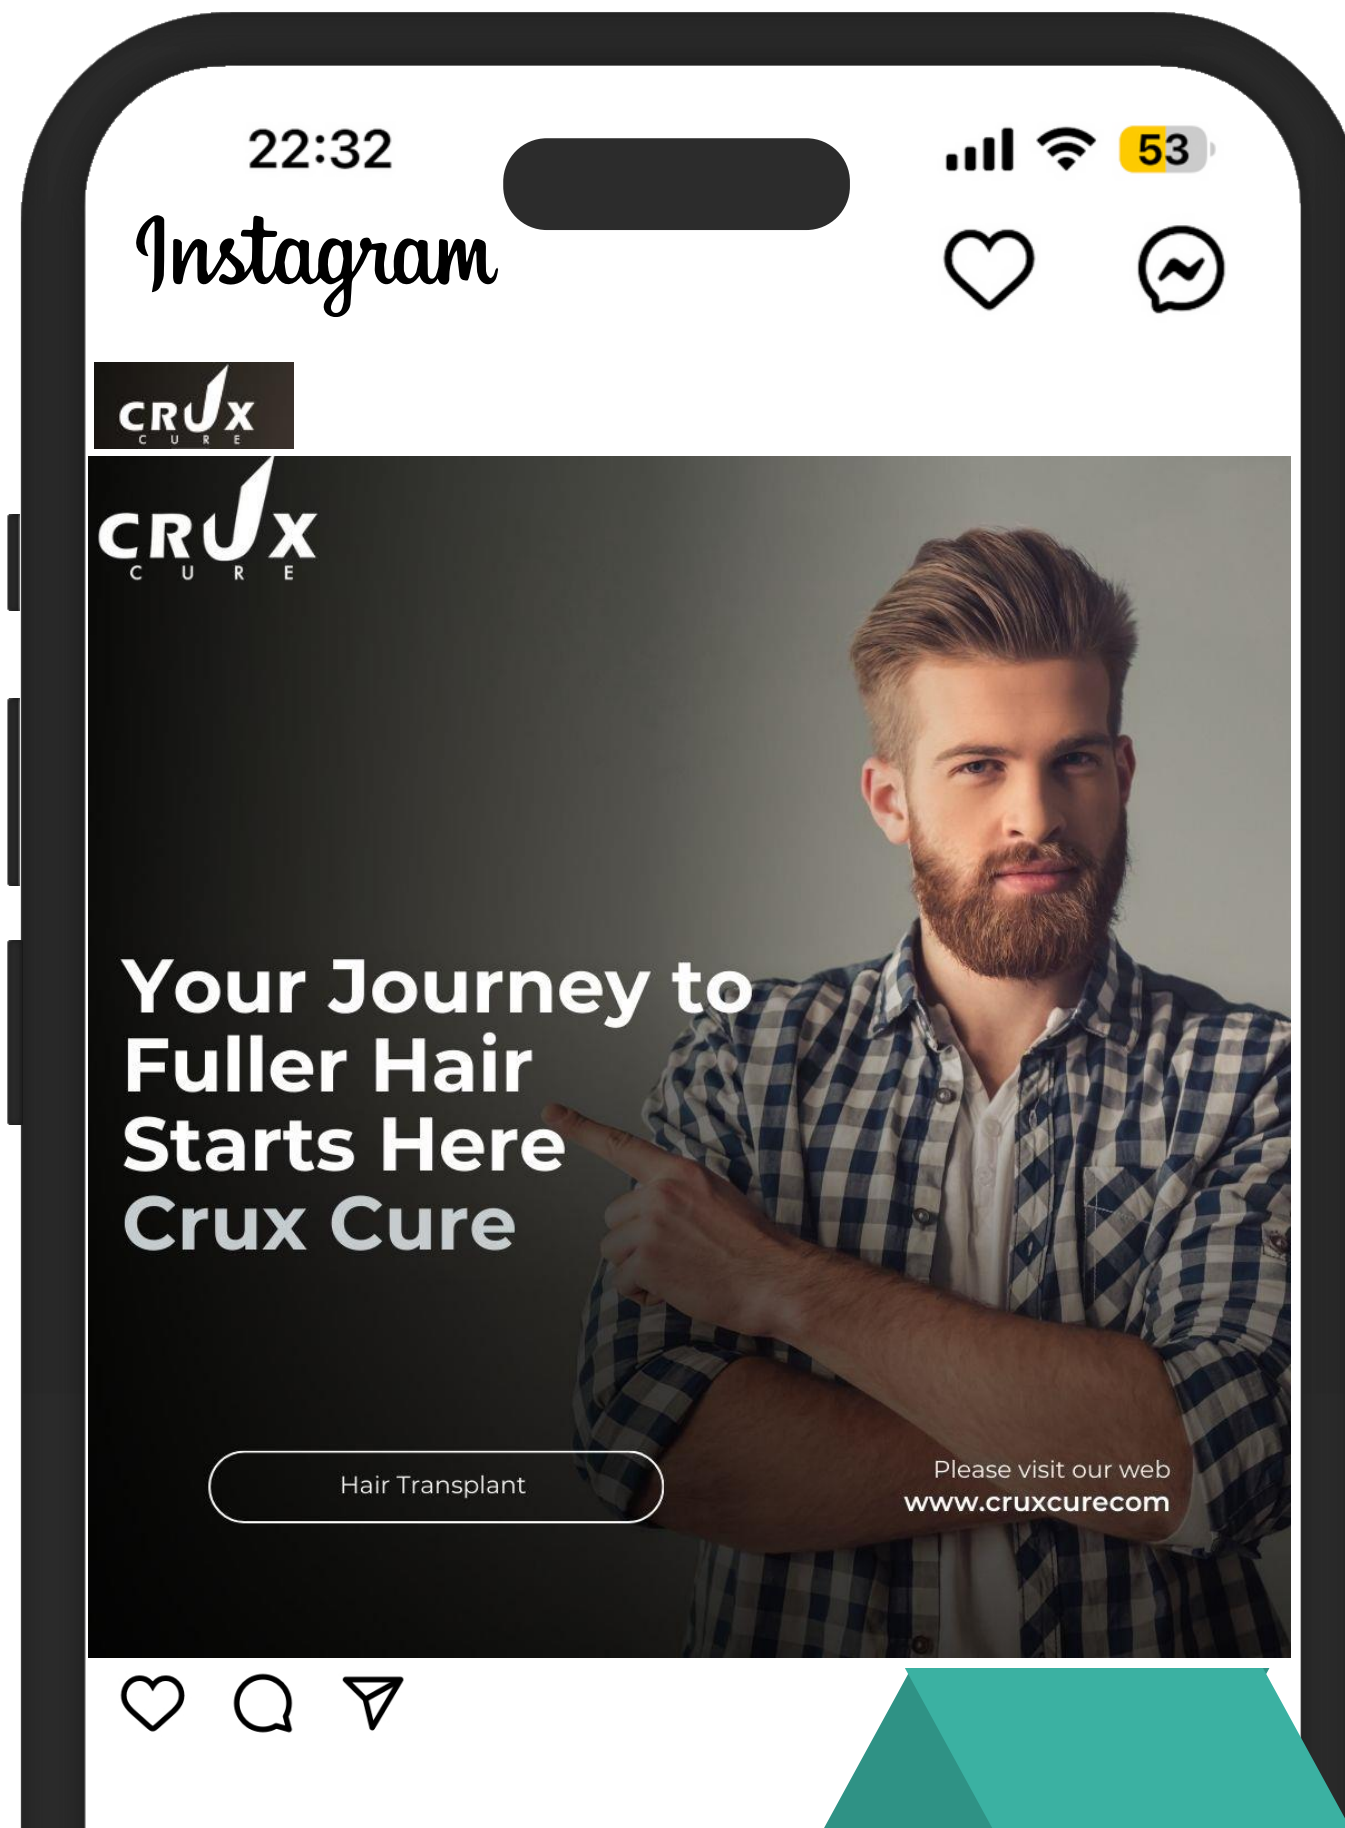 22:32
53
Instagram
CRUX
CURE
CRUX
CURE
Your Journey to
Fuller Hair
Starts Here
Crux Cure
Hair Transplant
Please visit our web
www.cruxcurecom